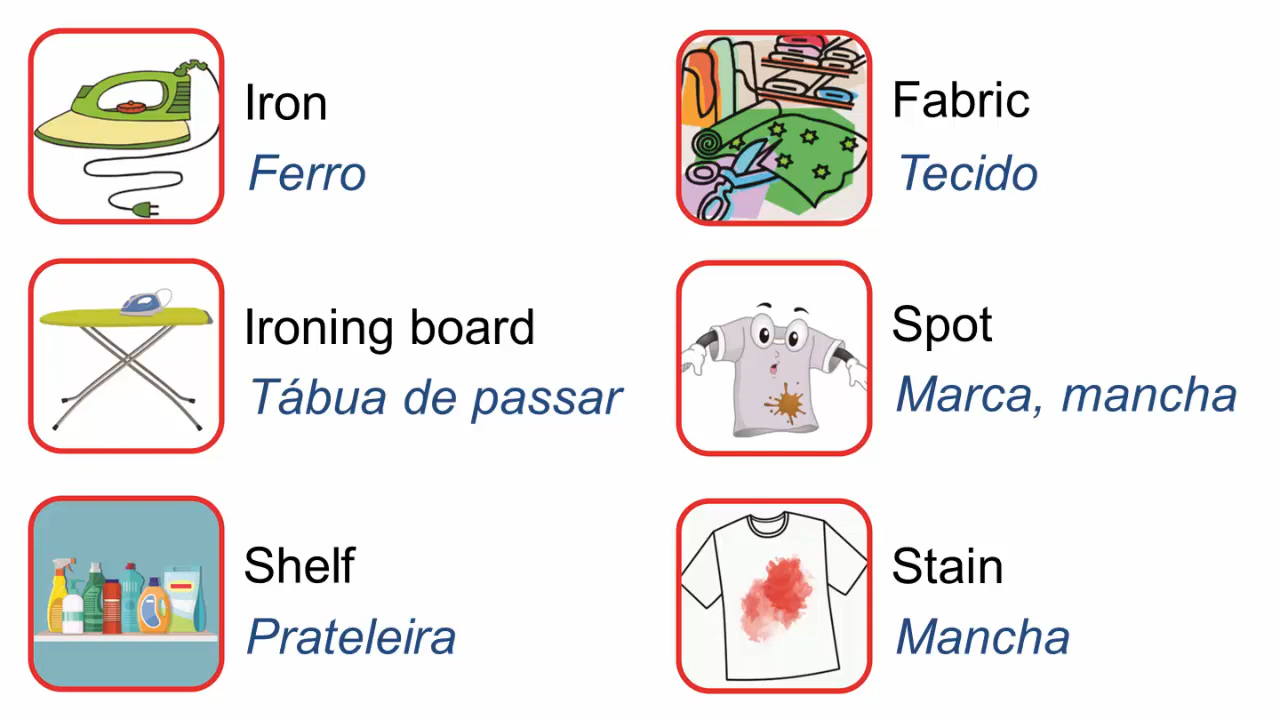 Iron
Ferro
Ironing board
Tábua de passar
Shelf
Prateleira
Fabric
Tecido
Spot
Marca, mancha
Stain
Mancha